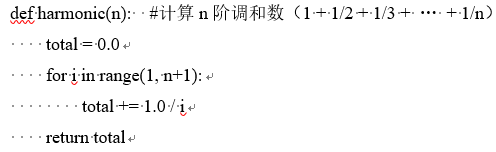 def harmonic(n):  #计算 n 阶调和数（1 + 1/2 + 1/3 + … + 1/n）
    total = 0.0
    for i in range(1, n+1):
        total += 1.0 / i
    return total